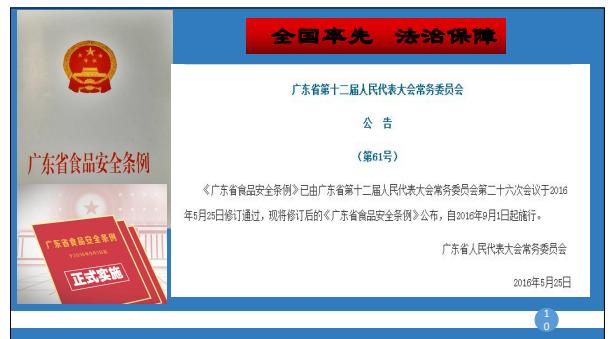 全国率先 法治保障
广东省食品安全条例
广东省第十二届人民代表大会常务委员会
公 告
(第61号)
《广东省食品安全条例》已由广东省第十二届人民代表大会常务委员会第二十六次会议于2016
年5月25日修订通过,现将修订后的《广东省食品安全条例》公布,自2016年9月1日起施行。
广东省人民代表大会常务委员会
2016年5月25日
广东省食品安全条例
正式实施
10